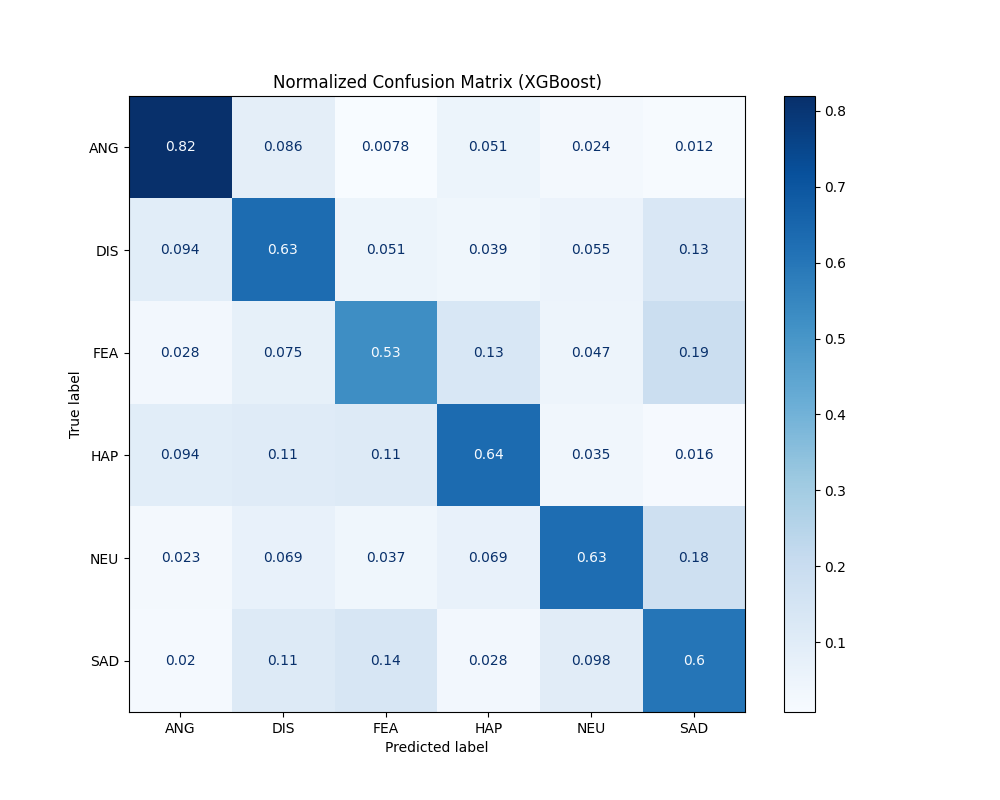 Normalized Confusion Matrix (XGBoost)
ANG 0.82 0.086 0.0078 0.051 0.024 0.012
DIS 0.094 0.63 0.051 0.039 0.055 0.13
FEA 0.028 0.075 0.53 0.13 0.047 0.19
HAP 0.094 0.11 0.11 0.64 0.035 0.016
NEU 0.023 0.069 0.037 0.069 0.63 0.18
SAD 0.02 0.11 0.14 0.028 0.098 0.6
ANG DIS FEA HAP NEU SAD
Predicted label
True label
0.8
0.7
0.6
0.5
0.4
0.3
0.2
0.1